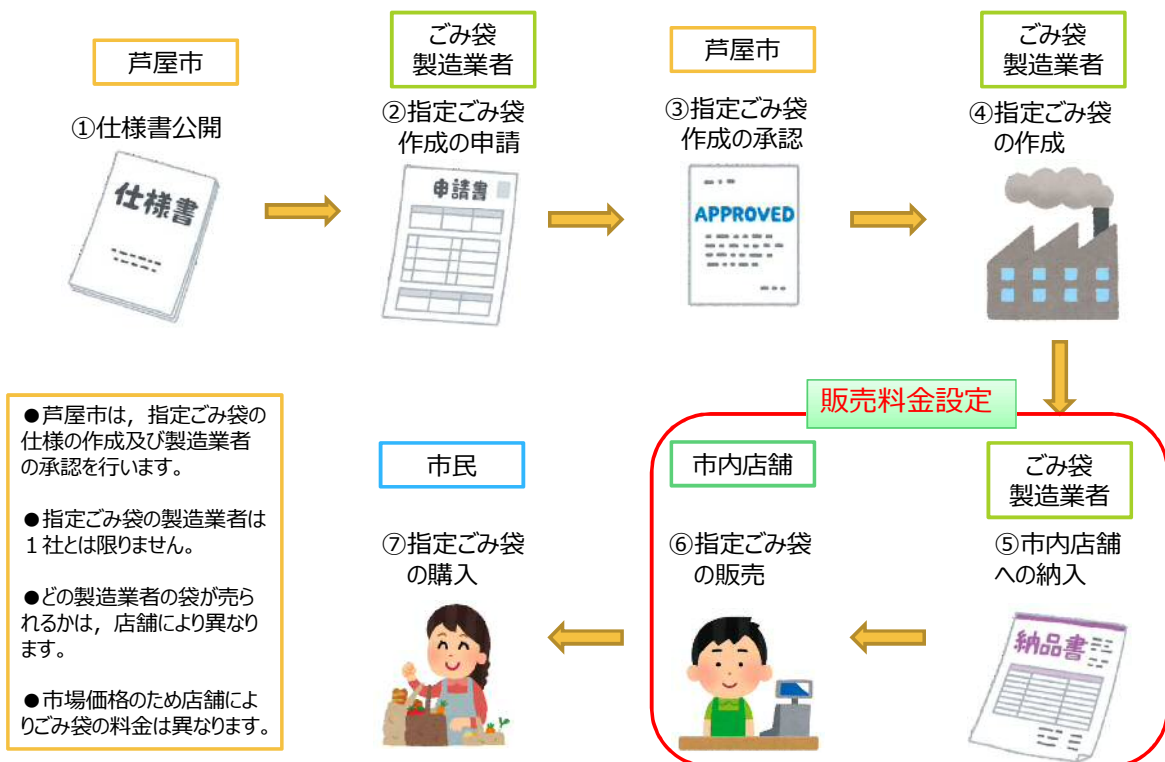 芦屋市
①仕様書公開
仕様書
ごみ袋
製造業者
②指定ごみ袋
作成の申請
申請書
芦屋市
③指定ごみ袋
作成の承認
APPROVED
ごみ袋
製造業者
④指定ごみ袋
の作成
販売料金設定
ごみ袋
製造業者
⑤市内店舗
への納入
納品書
市内店舗
⑥指定ごみ袋
の販売
市民
⑦指定ごみ袋
の購入
●芦屋市は，指定ごみ袋の
仕様の作成及び製造業者
の承認を行います。
●指定ごみ袋の製造業者は
１社とは限りません。
●どの製造業者の袋が売ら
れるかは，店舗により異なり
ます。
●市場価格のため店舗によ
りごみ袋の料金は異なります。